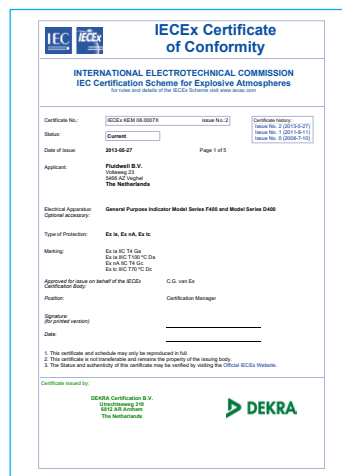 IEC IECEx
IECEx Certificate
of Conformity
INTERNATIONAL ELECTROTECHNICAL COMMISSION
IEC Certification Scheme for Explosive Atmospheres
for rules and details of the IECEx Scheme visit www.iecex.com
Certificate No.: IECEx KEM 08.0007X issue No.:2
Certificate history:
Issue No. 2 (2013-5-27)
Issue No. 1 (2011-8-11)
Issue No. 0 (2008-7-10)
Status: Current
Date of Issue: 2013-05-27 Page 1 of 5
Applicant: Fluidwell B.V.
Voltaweg 23
5466 AZ Veghel
The Netherlands
Electrical Apparatus: General Purpose Indicator Model Series F400 and Model Series D400
Optional accessory:
Type of Protection: Ex ia, Ex nA, Ex tc
Marking: Ex ia IIC T4 Ga
Ex ia IIIC T100 ºC Da
Ex nA IIC T4 Gc
Ex tc IIIC T70 ºC Dc
Approved for issue on behalf of the IECEx C.G. van Es
Certification Body:
Position: Certification Manager
Signature:
(for printed version)
Date:
1. This certificate and schedule may only be reproduced in full.
2. This certificate is not transferable and remains the property of the issuing body.
3. The Status and authenticity of this certificate may be verified by visiting the Official IECEx Website.
Certificate issued by:
DEKRA Certification B.V.
Utrechtseweg 310
6812 AR Arnhem
The Netherlands
DEKRA